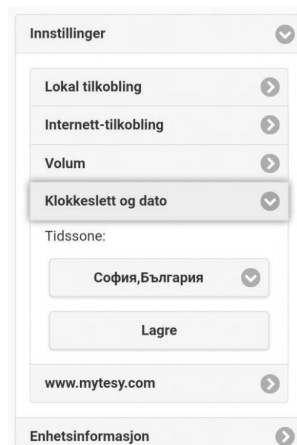 Innstillinger
Lokal tilkobling
Internett-tilkobling
Volum
Klokkeslett og dato
Tidssone:
София,България
Lagre
www.mytesy.com
Enhetsinformasjon